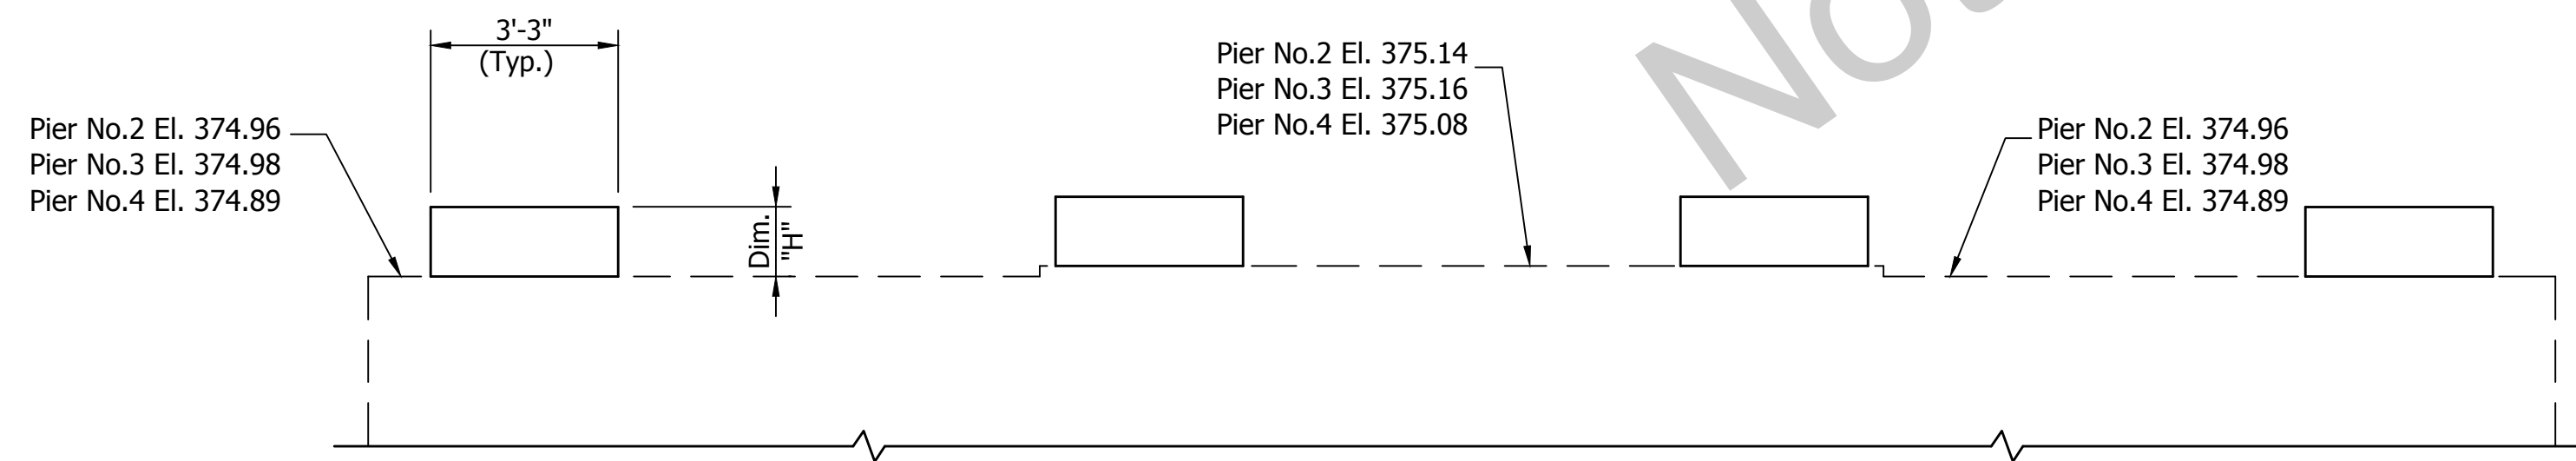 3'-3"
(Typ.)
Pier No.2 El. 374.96
Pier No.3 El. 374.98
Pier No.4 El. 374.89
Dim.
"H"
Pier No.2 El. 375.14
Pier No.3 El. 375.16
Pier No.4 El. 375.08
Pier No.2 El. 374.96
Pier No.3 El. 374.98
Pier No.4 El. 374.89